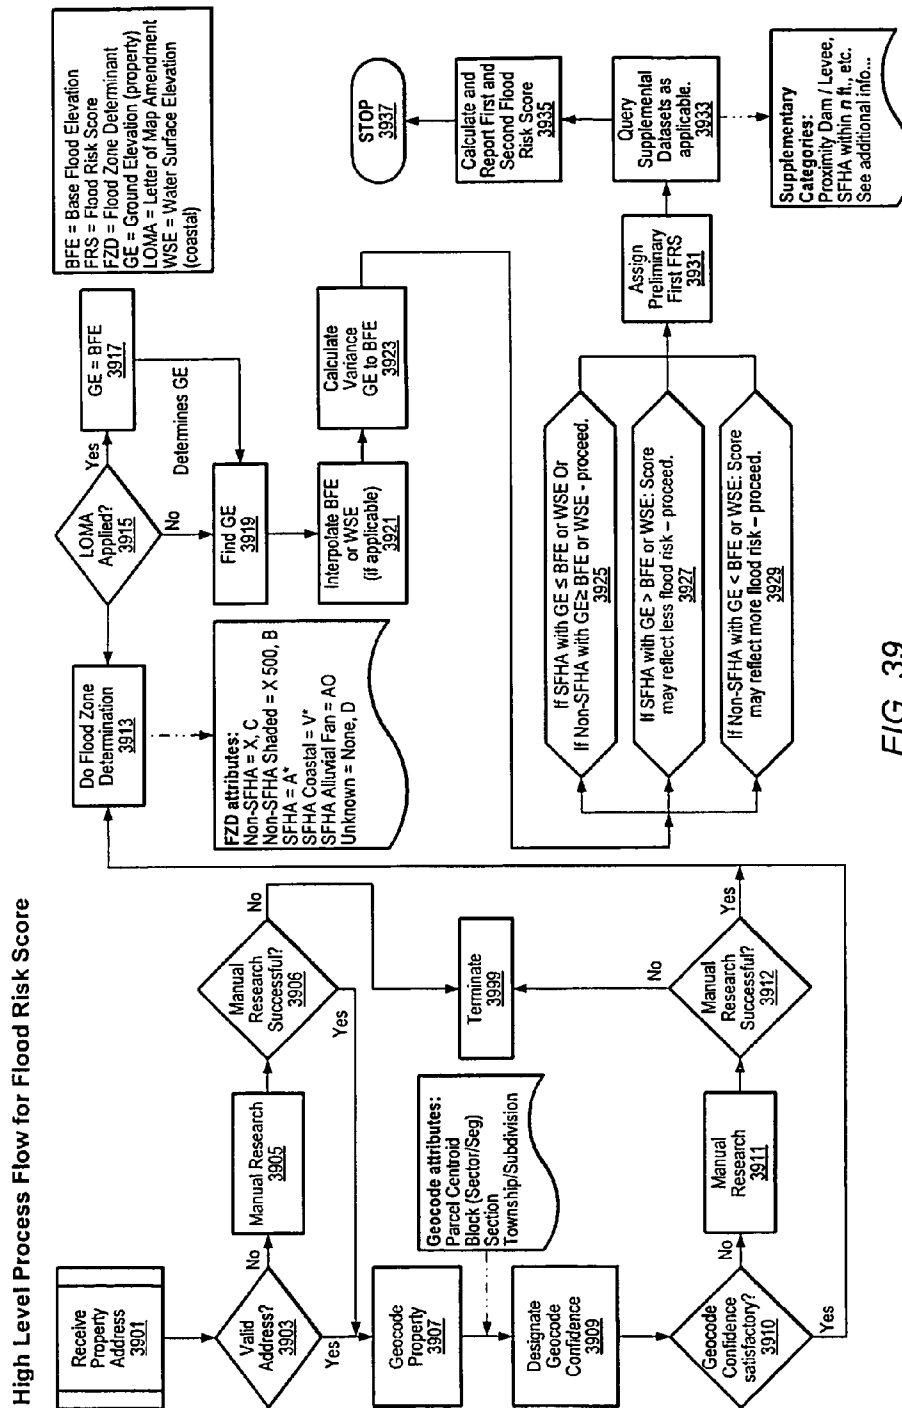 High Level Process Flow for Flood Risk Score
Receive
Property
Address
3901
Valid
Address?
3903
No
Yes
Manual Research
3905
Manual
Research
Successful?
3906
No
Yes
Geocode
Property
3907
Geocode attributes:
Parcel Centroid
Block (Sector/Seg)
Section
Township/Subdivision
Designate
Geocode
Confidence
3909
Geocode
Confidence
satisfactory?
3910
No
Yes
Manual
Research
3911
Manual
Research
Successful?
3912
No
Yes
Terminate
3999
Do Flood Zone
Determination
3913
FZD attributes:
Non-SFHA = X, C
Non-SFHA Shaded = X 500, B
SFHA = A*
SFHA Coastal = V*
SFHA Alluvial Fan = AO
Unknown = None, D
LOMA
Applied?
3915
Yes
No
GE = BFE
3917
Determines GE
Find GE
3919
Interpolate BFE
or WSE
(if applicable)
3921
Calculate
Variance
GE to BFE
3923
BFE = Base Flood Elevation
FRS = Flood Risk Score
FZD = Flood Zone Determinant
GE = Ground Elevation (property)
LOMA = Letter of Map Amendment
WSE = Water Surface Elevation
(coastal)
If SFHA with GE ≤ BFE or WSE Or
If Non-SFHA with GE≥ BFE or WSE - proceed.
3925
If SFHA with GE > BFE or WSE: Score
may reflect less flood risk – proceed.
3927
If Non-SFHA with GE < BFE or WSE: Score
may reflect more flood risk – proceed.
3929
Assign
Preliminary
First FRS
3931
Query
Supplemental
Datasets as
applicable.
3933
Supplementary
Categories:
Proximity Dam / Levee,
SFHA within n ft., etc.
See additional info...
Calculate and
Report First and
Second Flood
Risk Score
3935
STOP
3937
FIG. 39